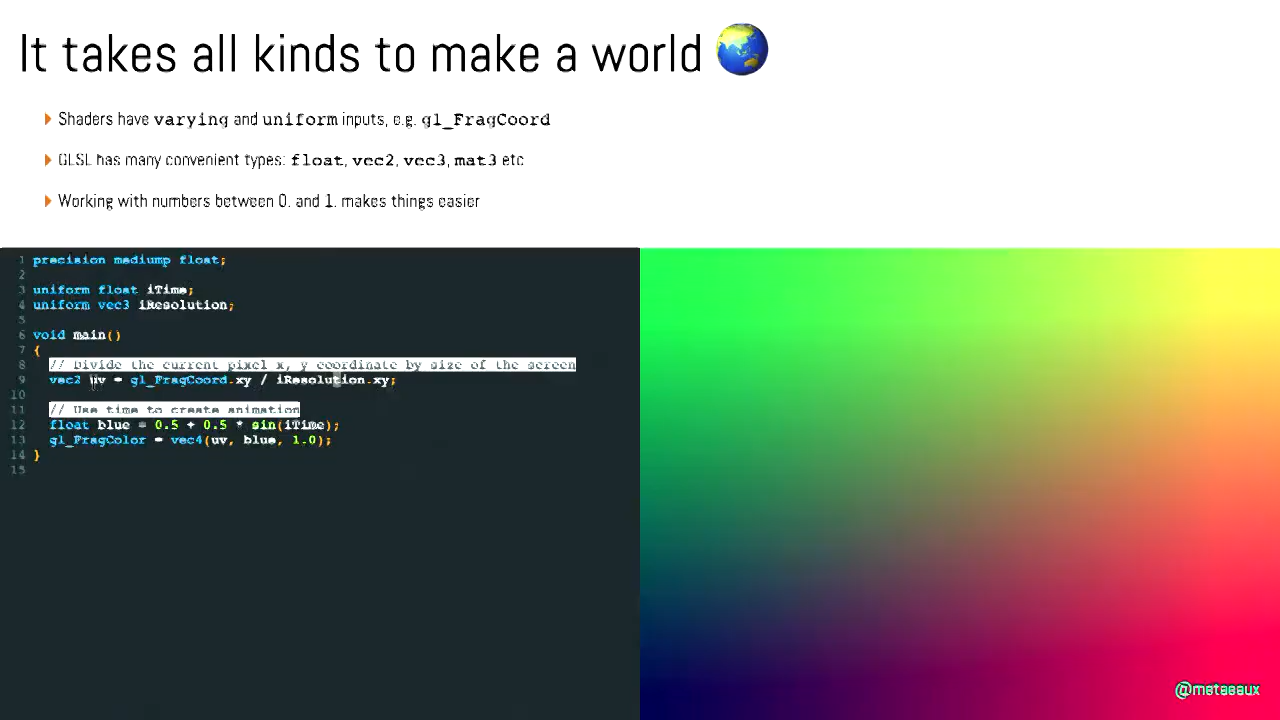 It takes all kinds to make a world
Shaders have varying and uniform inputs, e.g. gl_FragCoord
GLSL has many convenient types: float, vec2, vec3, mat3 etc
Working with numbers between 0. and 1. makes things easier
1 precision mediump float;
2
3 uniform float iTime;
4 uniform vec3 iResolution;
5
6 void main()
7 {
8 // Divide the current pixel x, y coordinate by size of the screen
9 vec2 uv = gl_FragCoord.xy / iResolution.xy;
10
11 // Use time to create animation
12 float blue = 0.5 + 0.5 * sin(iTime);
13 gl_FragColor = vec4(uv, blue, 1.0);
14 }
15